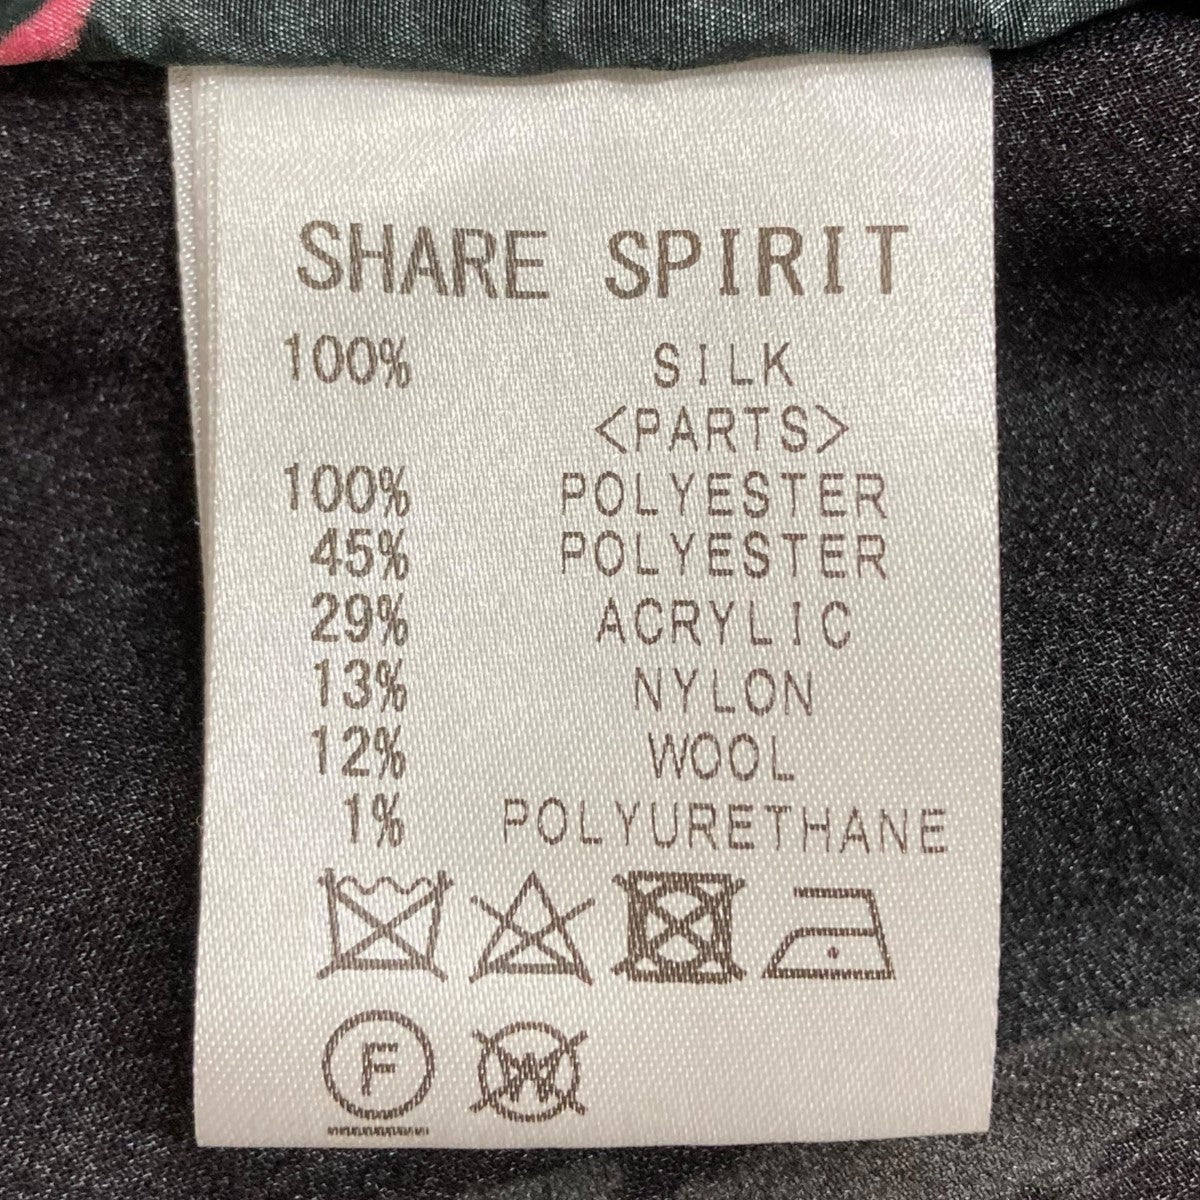 SHARE SPIRIT
100% SILK
<PARTS>
100% POLYESTER
45% POLYESTER
29% ACRYLIC
13% NYLON
12% WOOL
1% POLYURETHANE
F W